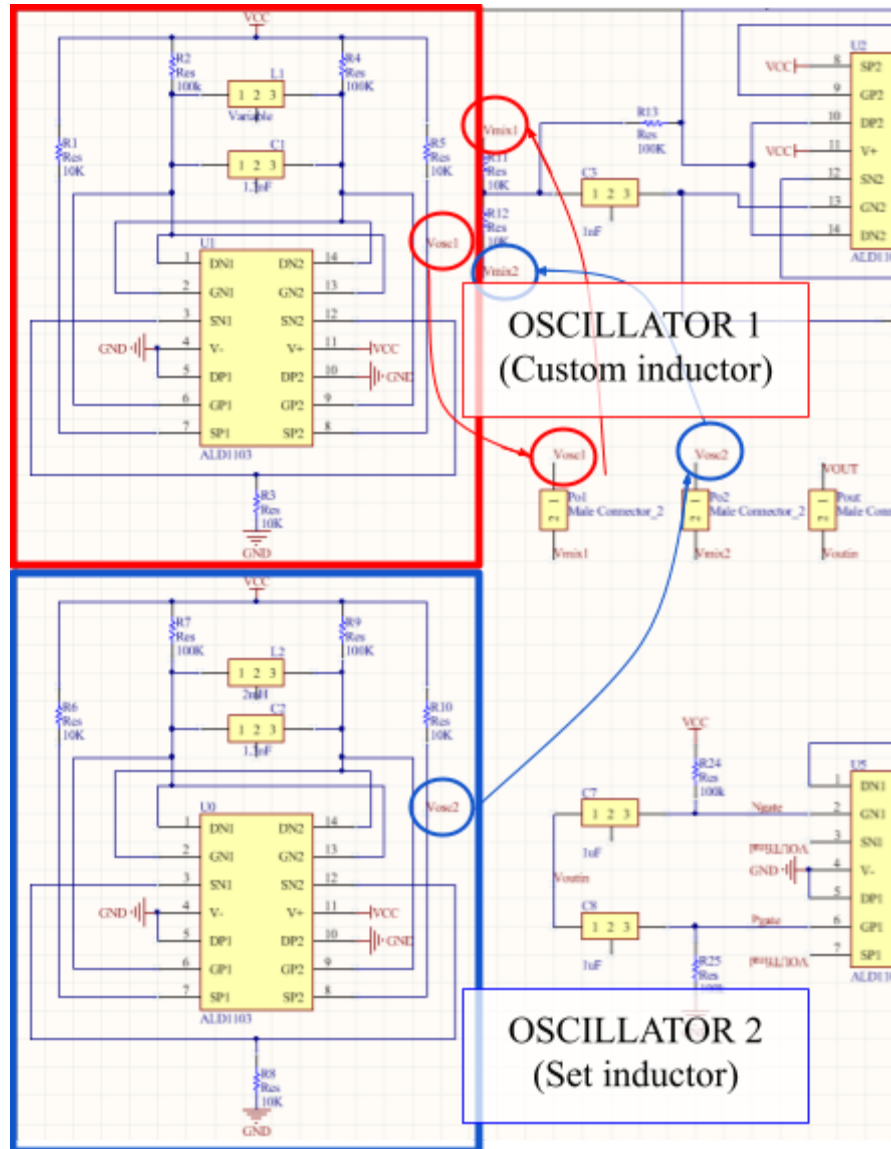 VCC
R2
Res
100k
R4
Res
100K
L1
1 2 3
Variable
R1
Res
10K
C1
1 2 3
R5
Res
10K
Vosc1
U1
1 DN1 DN2 14
2 GN1 GN2 13
3 SN1 SN2 12
GND 4 V- V+ 11 VCC
5 DP1 DP2 10 GND
6 GP1 GP2 9
7 SP1 SP2 8
ALD1103
R3
Res
10K
GND
Vmix1
R11
Res
10K
R12
Res
10K
Vmix2
R13
Res
100K
C3
1 2 3
1nF
U2
VCC 8 SP2
9 GP2
10 DP2
VCC 11 V+
12 SN2
13 GN2
14 DN2
OSCILLATOR 1
(Custom inductor)
Vosc1
Po1
Male Connector_2
Vmix1
Vosc2
Po2
Male Connector_2
Vmix2
VOUT
Pout
Voutin
VCC
R7
Res
100K
R9
Res
100K
L2
1 2 3
2mH
R6
Res
10K
C2
1 2 3
R10
Res
10K
Vosc2
U0
1 DN1 DN2 14
2 GN1 GN2 13
3 SN1 SN2 12
GND 4 V- V+ 11 VCC
5 DP1 DP2 10 GND
6 GP1 GP2 9
7 SP1 SP2 8
ALD1103
R8
Res
10K
GND
VCC
R24
Res
100k
C7
1 2 3
1uF
Ngate
Voutin
C8
1 2 3
1uF
Pgate
R25
Res
U5
1 DN1
2 GN1
3 SN1
GND 4 V-
5 DP1
6 GP1
7 SP1
OSCILLATOR 2
(Set inductor)